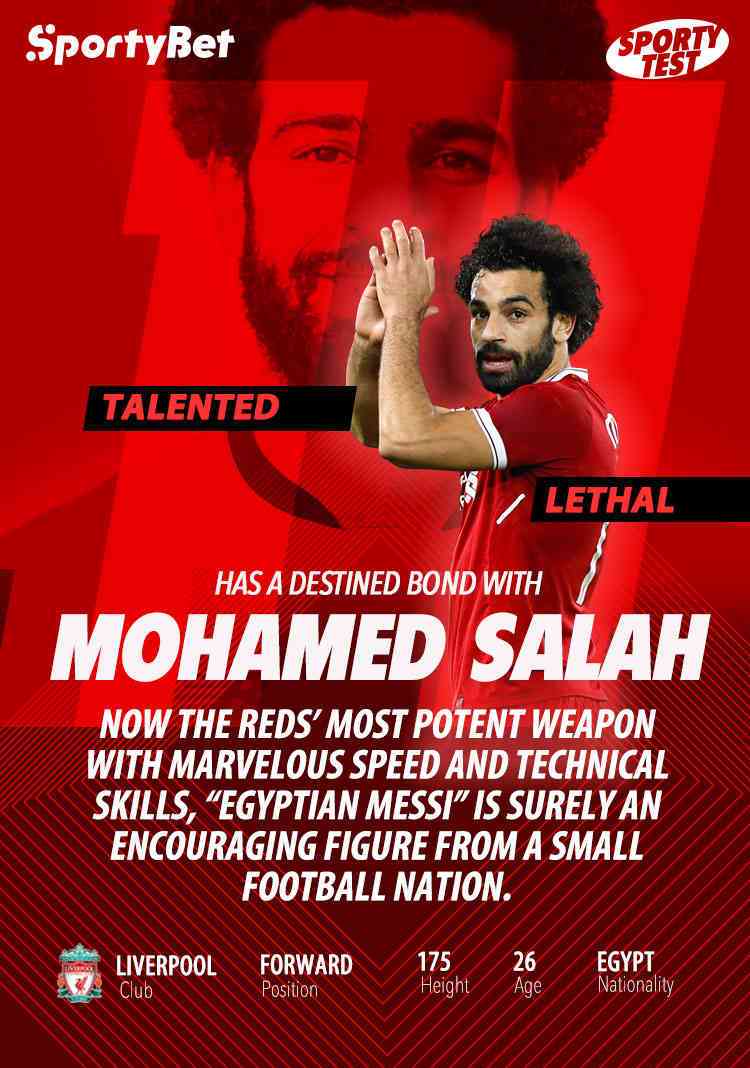 SportyBet
SPORTY
TEST
TALENTED
LETHAL
HAS A DESTINED BOND WITH
MOHAMED SALAH
NOW THE REDS’ MOST POTENT WEAPON
WITH MARVELOUS SPEED AND TECHNICAL
SKILLS, “EGYPTIAN MESSI” IS SURELY AN
ENCOURAGING FIGURE FROM A SMALL
FOOTBALL NATION.
LIVERPOOL
Club
FORWARD
Position
175
Height
26
Age
EGYPT
Nationality